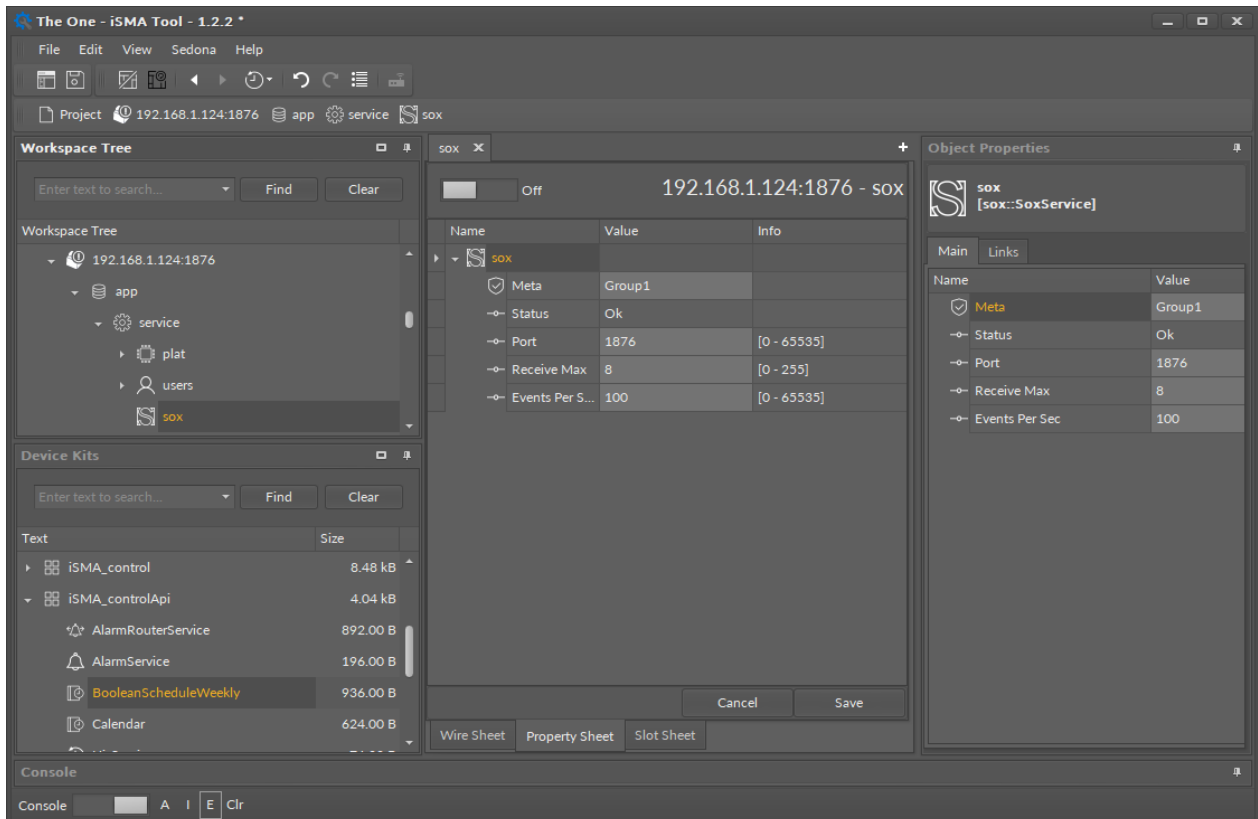 The One - iSMA Tool - 1.2.2 *
File Edit View Sedona Help
Project 192.168.1.124:1876 app service sox
Workspace Tree
Enter text to search... Find Clear
Workspace Tree
192.168.1.124:1876
app
service
plat
users
sox
Device Kits
Enter text to search... Find Clear
Text Size
iSMA_control 8.48 kB
iSMA_controlApi 4.04 kB
AlarmRouterService 892.00 B
AlarmService 196.00 B
BooleanScheduleWeekly 936.00 B
Calendar 624.00 B
sox
Off 192.168.1.124:1876 - sox
Name Value Info
sox
Meta Group1
Status Ok
Port 1876 [0 - 65535]
Receive Max 8 [0 - 255]
Events Per S... 100 [0 - 65535]
Cancel Save
Wire Sheet Property Sheet Slot Sheet
Object Properties
sox
[sox::SoxService]
Main Links
Name Value
Meta Group1
Status Ok
Port 1876
Receive Max 8
Events Per Sec 100
Console
Console A I E Clr